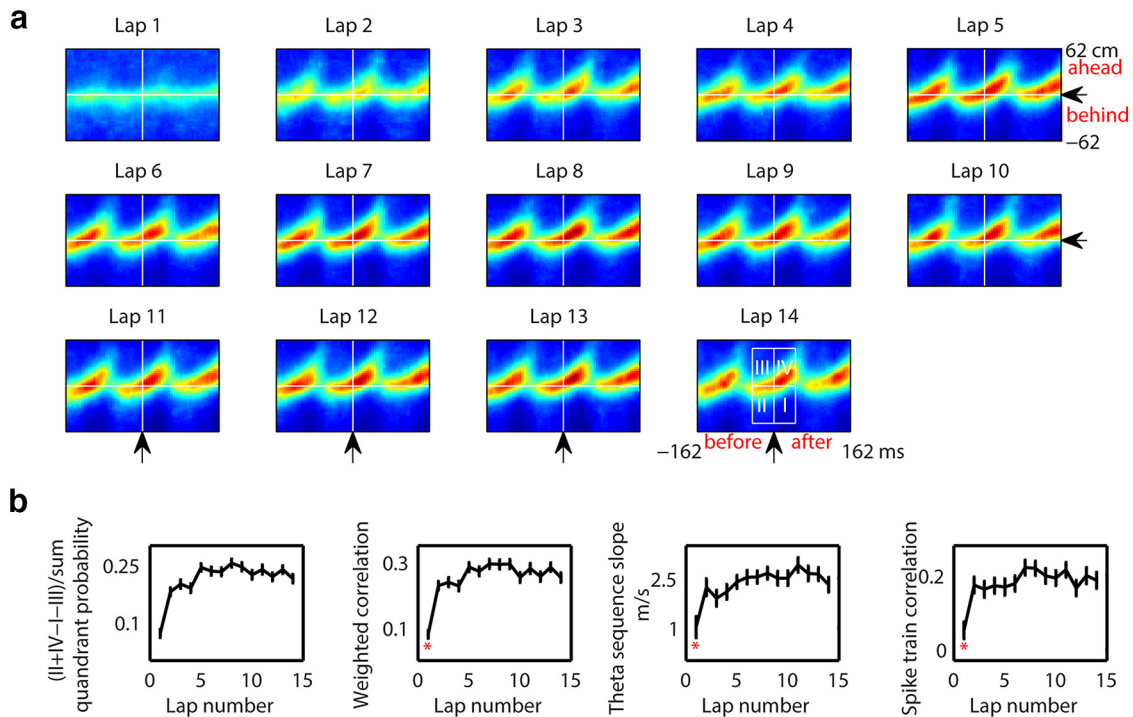 a
Lap 1
Lap 2
Lap 3
Lap 4
Lap 5
62 cm
ahead
behind
−62
Lap 6
Lap 7
Lap 8
Lap 9
Lap 10
Lap 11
Lap 12
Lap 13
Lap 14
III IV
II I
−162 before after 162 ms
b
(II+IV−I−III)/sum
quandrant probability
0.25
0.1
0 5 10 15
Lap number
Weighted correlation
0.3
0.1
*
0 5 10 15
Lap number
Theta sequence slope
m/s
2.5
1
*
0 5 10 15
Lap number
Spike train correlation
0.2
0
*
0 5 10 15
Lap number